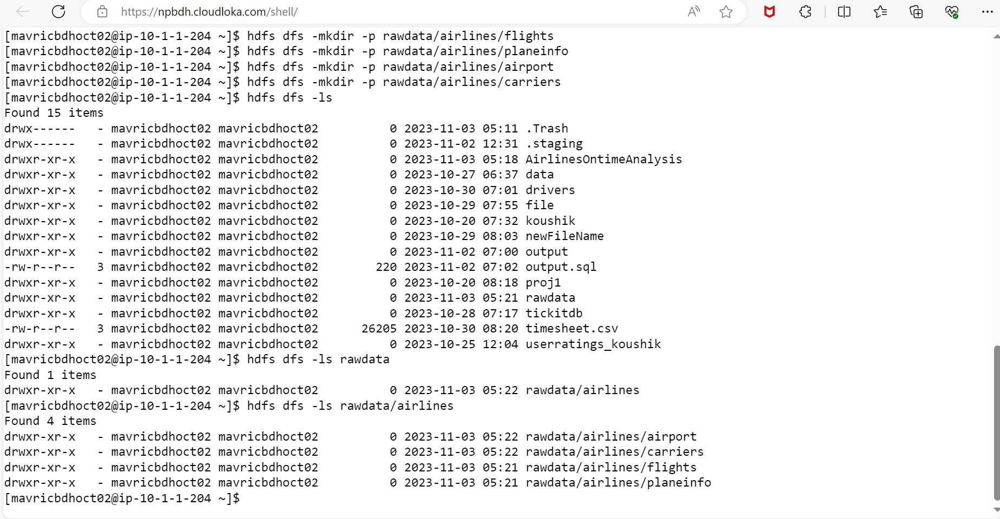 https://npbdh.cloudloka.com/shell/
[mavricbdhoct02@ip-10-1-1-204 ~]$ hdfs dfs -mkdir -p rawdata/airlines/flights
[mavricbdhoct02@ip-10-1-1-204 ~]$ hdfs dfs -mkdir -p rawdata/airlines/planeinfo
[mavricbdhoct02@ip-10-1-1-204 ~]$ hdfs dfs -mkdir -p rawdata/airlines/airport
[mavricbdhoct02@ip-10-1-1-204 ~]$ hdfs dfs -mkdir -p rawdata/airlines/carriers
[mavricbdhoct02@ip-10-1-1-204 ~]$ hdfs dfs -ls
Found 15 items
drwx------   - mavricbdhoct02 mavricbdhoct02          0 2023-11-03 05:11 .Trash
drwx------   - mavricbdhoct02 mavricbdhoct02          0 2023-11-02 12:31 .staging
drwxr-xr-x   - mavricbdhoct02 mavricbdhoct02          0 2023-11-03 05:18 AirlinesOntimeAnalysis
drwxr-xr-x   - mavricbdhoct02 mavricbdhoct02          0 2023-10-27 06:37 data
drwxr-xr-x   - mavricbdhoct02 mavricbdhoct02          0 2023-10-30 07:01 drivers
drwxr-xr-x   - mavricbdhoct02 mavricbdhoct02          0 2023-10-29 07:55 file
drwxr-xr-x   - mavricbdhoct02 mavricbdhoct02          0 2023-10-20 07:32 koushik
drwxr-xr-x   - mavricbdhoct02 mavricbdhoct02          0 2023-10-29 08:03 newFileName
drwxr-xr-x   - mavricbdhoct02 mavricbdhoct02          0 2023-11-02 07:00 output
-rw-r--r--   3 mavricbdhoct02 mavricbdhoct02        220 2023-11-02 07:02 output.sql
drwxr-xr-x   - mavricbdhoct02 mavricbdhoct02          0 2023-10-20 08:18 proj1
drwxr-xr-x   - mavricbdhoct02 mavricbdhoct02          0 2023-11-03 05:21 rawdata
drwxr-xr-x   - mavricbdhoct02 mavricbdhoct02          0 2023-10-28 07:17 tickitdb
-rw-r--r--   3 mavricbdhoct02 mavricbdhoct02      26205 2023-10-30 08:20 timesheet.csv
drwxr-xr-x   - mavricbdhoct02 mavricbdhoct02          0 2023-10-25 12:04 userratings_koushik
[mavricbdhoct02@ip-10-1-1-204 ~]$ hdfs dfs -ls rawdata
Found 1 items
drwxr-xr-x   - mavricbdhoct02 mavricbdhoct02          0 2023-11-03 05:22 rawdata/airlines
[mavricbdhoct02@ip-10-1-1-204 ~]$ hdfs dfs -ls rawdata/airlines
Found 4 items
drwxr-xr-x   - mavricbdhoct02 mavricbdhoct02          0 2023-11-03 05:22 rawdata/airlines/airport
drwxr-xr-x   - mavricbdhoct02 mavricbdhoct02          0 2023-11-03 05:22 rawdata/airlines/carriers
drwxr-xr-x   - mavricbdhoct02 mavricbdhoct02          0 2023-11-03 05:21 rawdata/airlines/flights
drwxr-xr-x   - mavricbdhoct02 mavricbdhoct02          0 2023-11-03 05:21 rawdata/airlines/planeinfo
[mavricbdhoct02@ip-10-1-1-204 ~]$